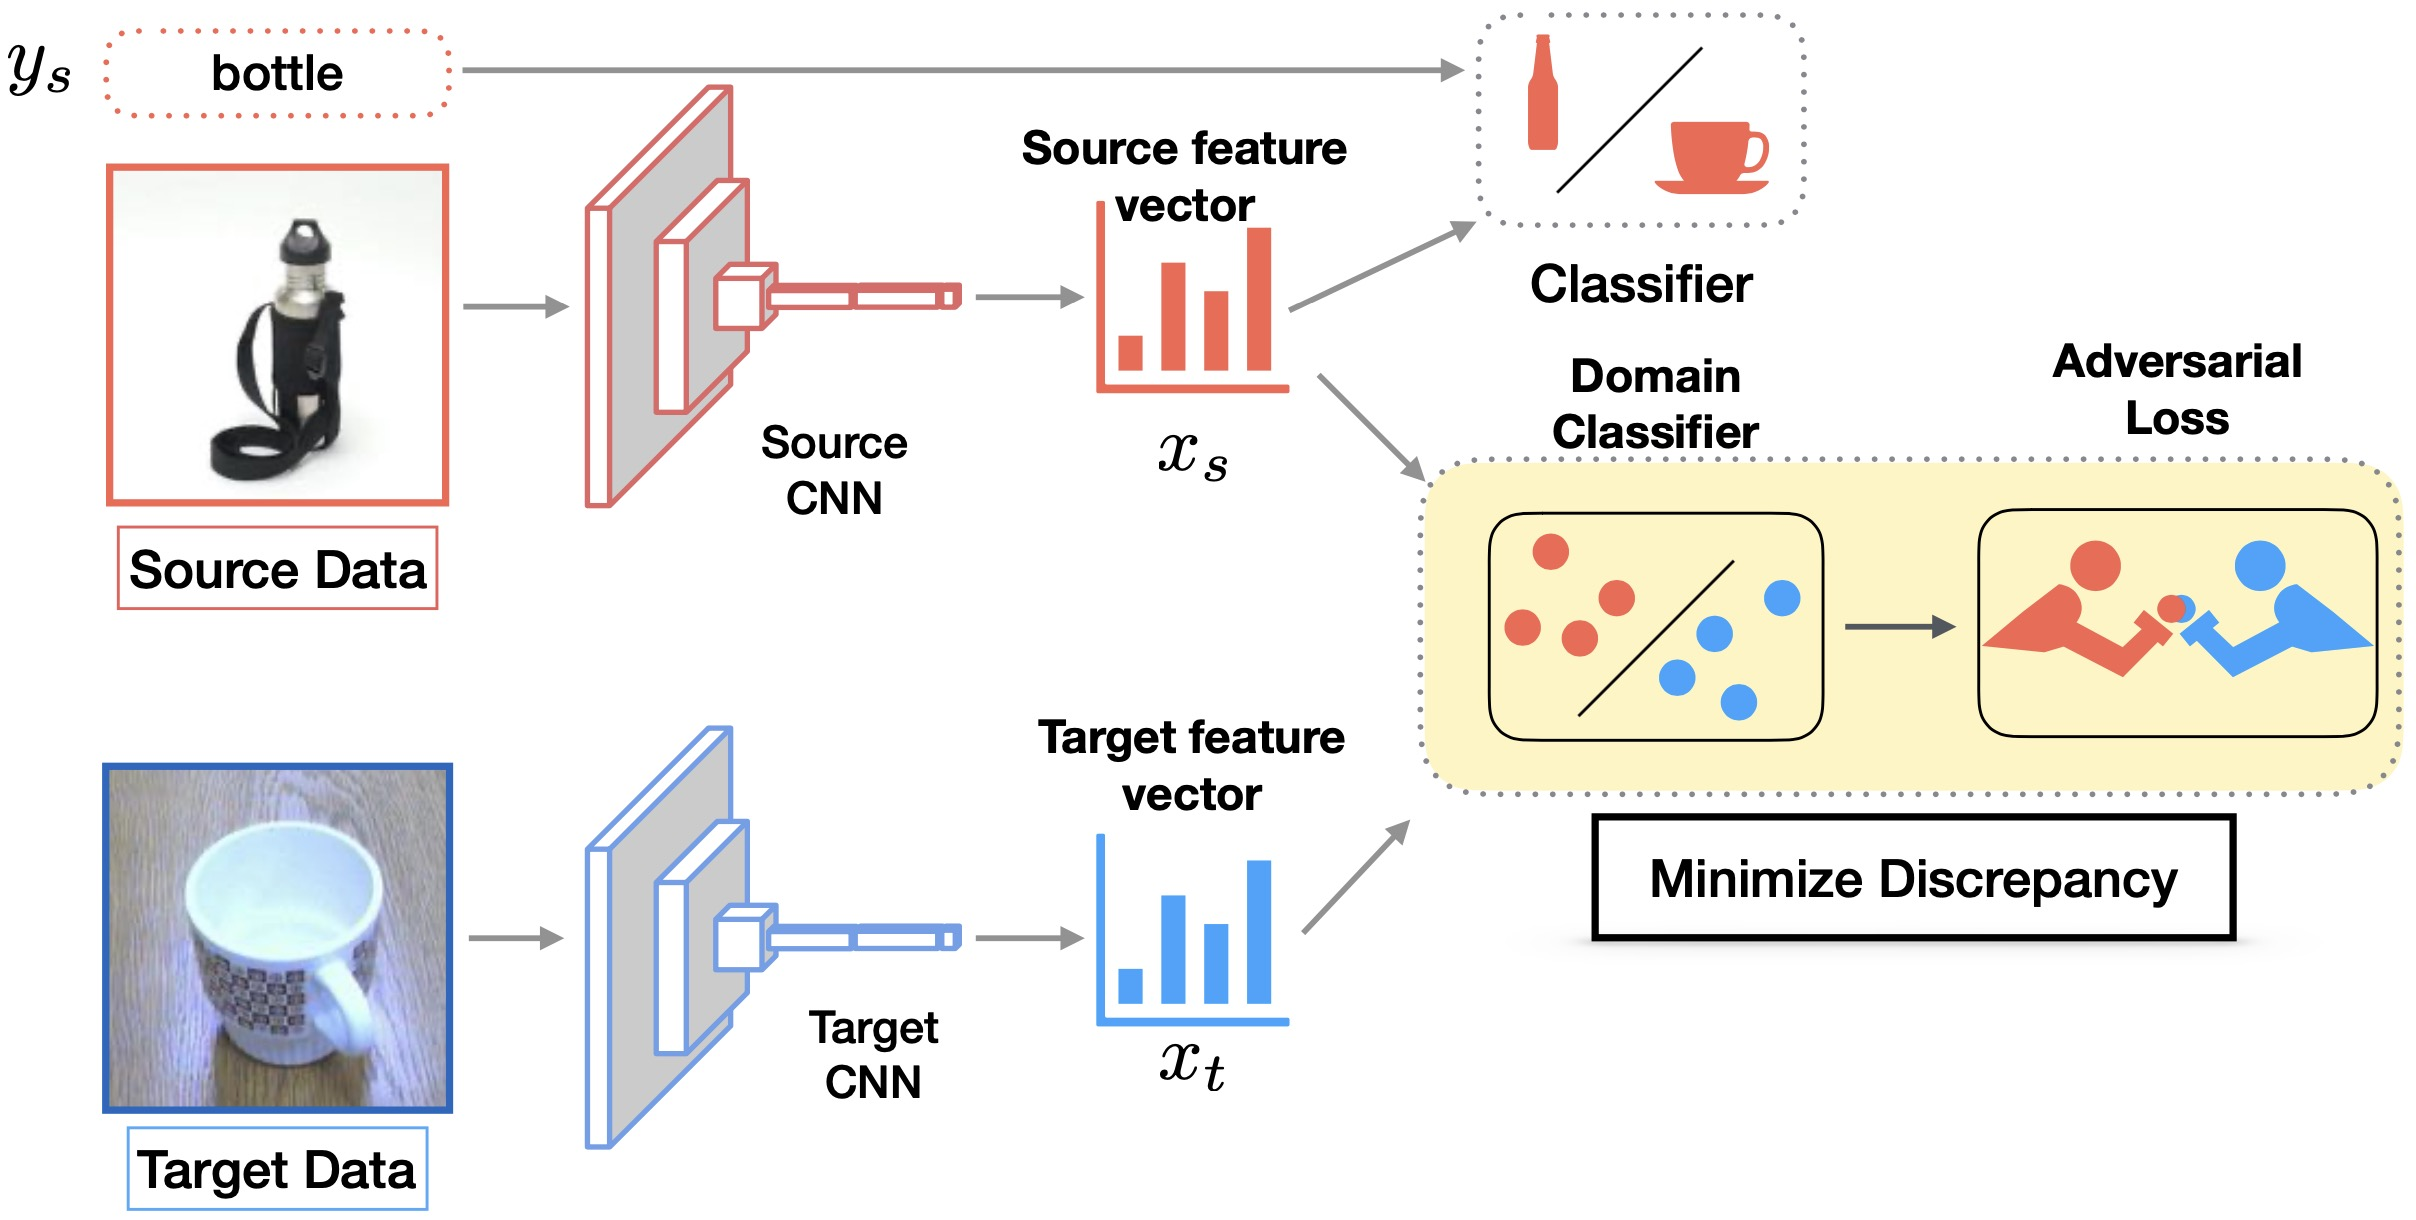 y_s
bottle
Source feature
vector
Classifier
Source
CNN
x_s
Source Data
Domain
Classifier
Adversarial
Loss
Target feature
vector
Minimize Discrepancy
Target
CNN
x_t
Target Data